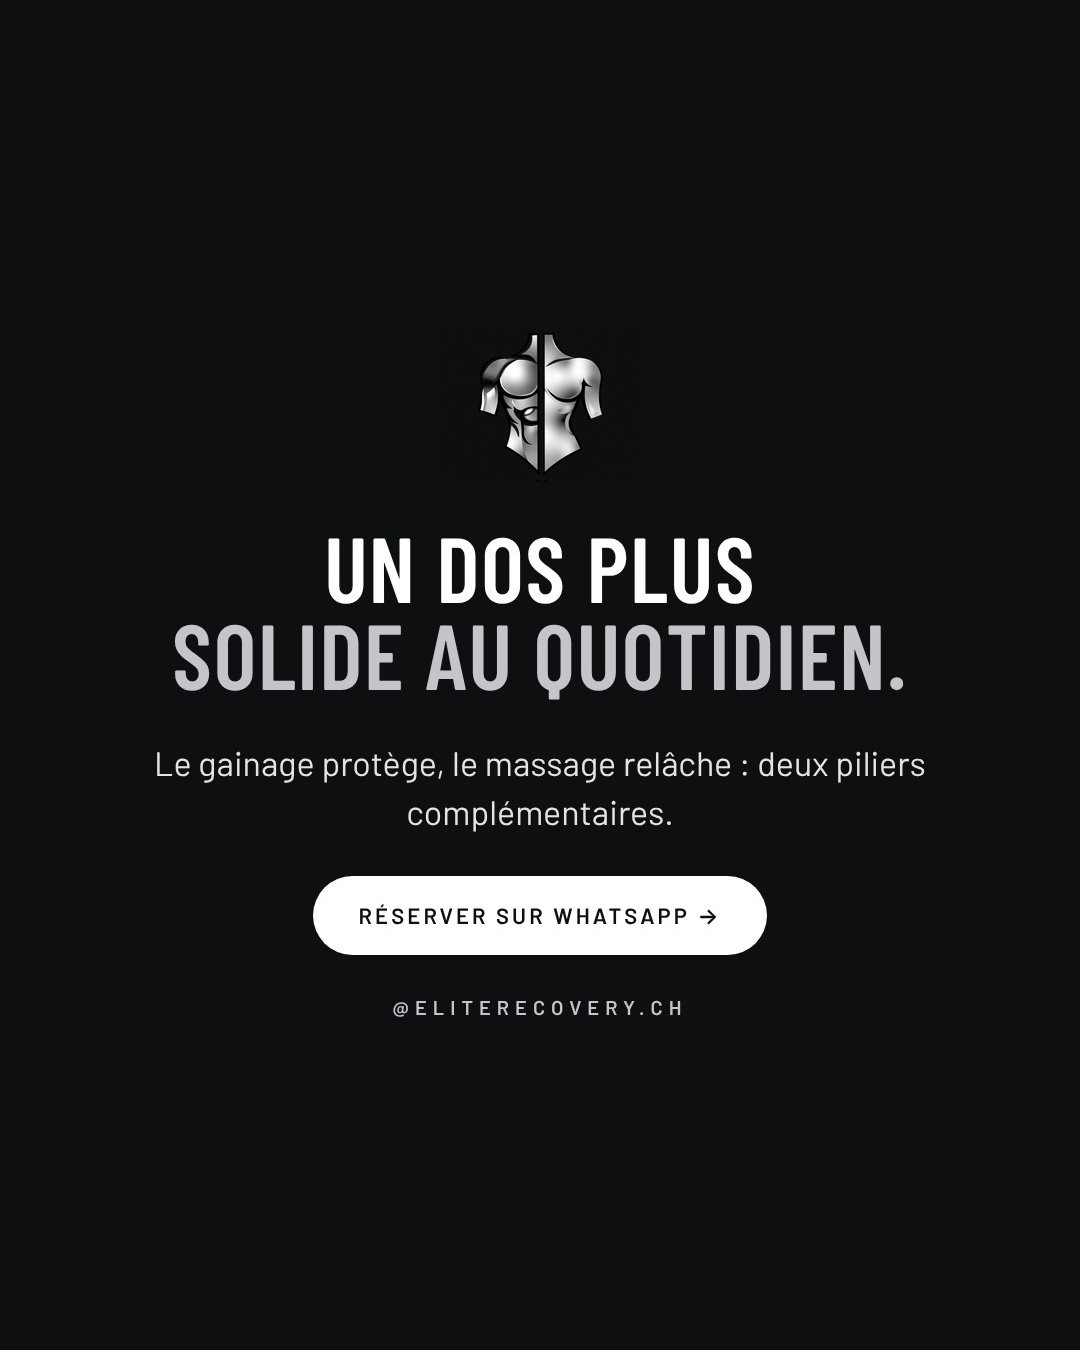 UN DOS PLUS
SOLIDE AU QUOTIDIEN.
Le gainage protège, le massage relâche : deux piliers
complémentaires.
RÉSERVER SUR WHATSAPP →
@ELITERECOVERY.CH